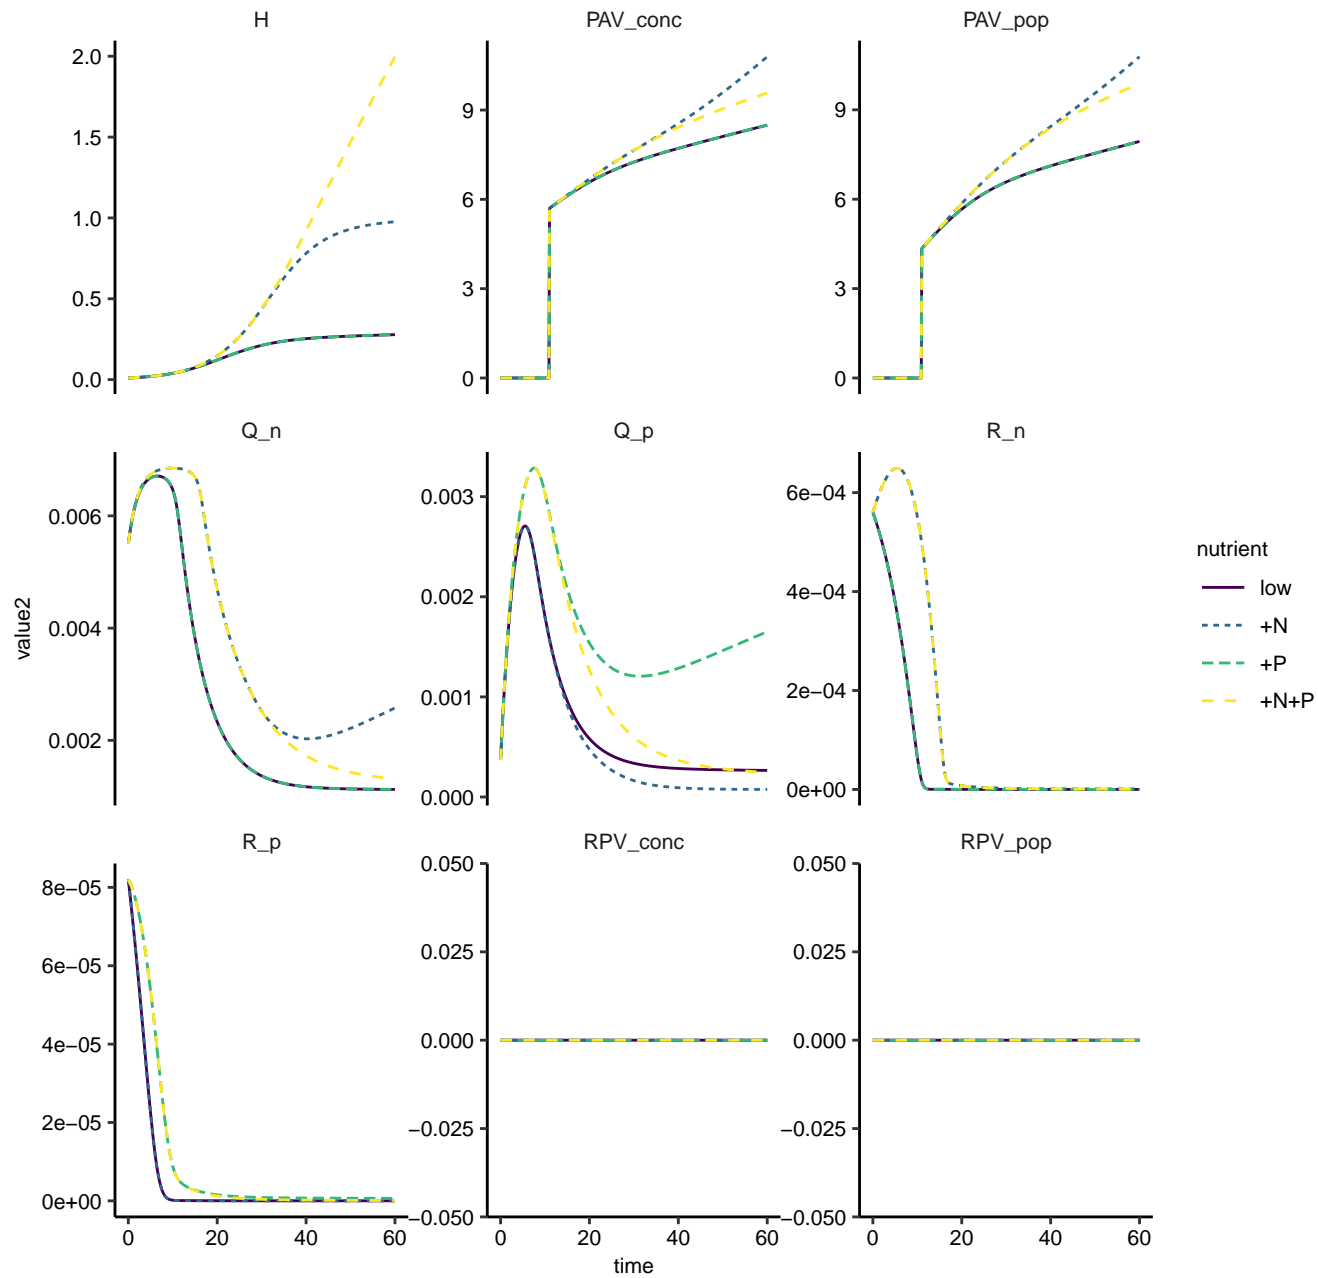 H
PAV_conc
PAV_pop
2.0
1.5
1.0
0.5
0.0
9
6
3
0
9
6
3
0
Q_n
Q_p
R_n
0.006
0.004
0.002
0.003
0.002
0.001
0.000
6e−04
4e−04
2e−04
0e+00
R_p
RPV_conc
RPV_pop
8e−05
6e−05
4e−05
2e−05
0e+00
0.050
0.025
0.000
−0.025
−0.050
0.050
0.025
0.000
−0.025
−0.050
0 20 40 60
0 20 40 60
0 20 40 60
time
value2
nutrient
low
+N
+P
+N+P